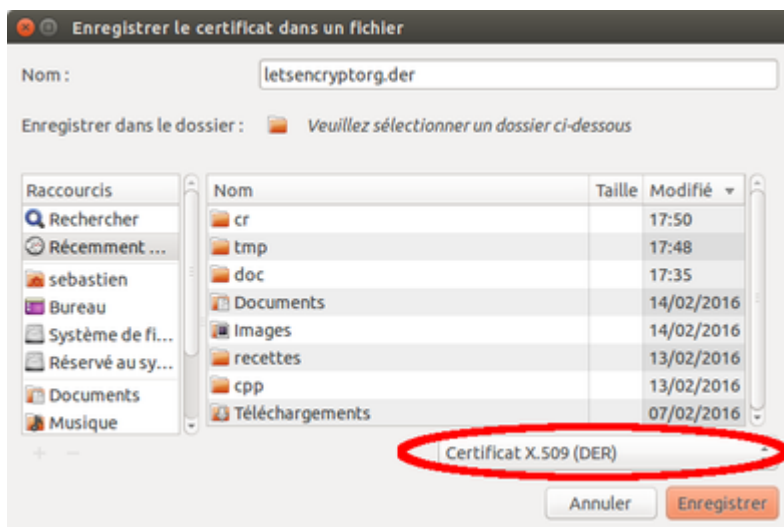 Enregistrer le certificat dans un fichier
Nom : letsencryptorg.der
Enregistrer dans le dossier : Veuillez sélectionner un dossier ci-dessous
Raccourcis Nom Taille Modifié
Rechercher cr 17:50
Récemment ... tmp 17:48
sebastien doc 17:35
Bureau Documents 14/02/2016
Système de fi... Images 14/02/2016
Réservé au sy... recettes 13/02/2016
Documents cpp 13/02/2016
Musique Téléchargements 07/02/2016
Certificat X.509 (DER)
Annuler Enregistrer